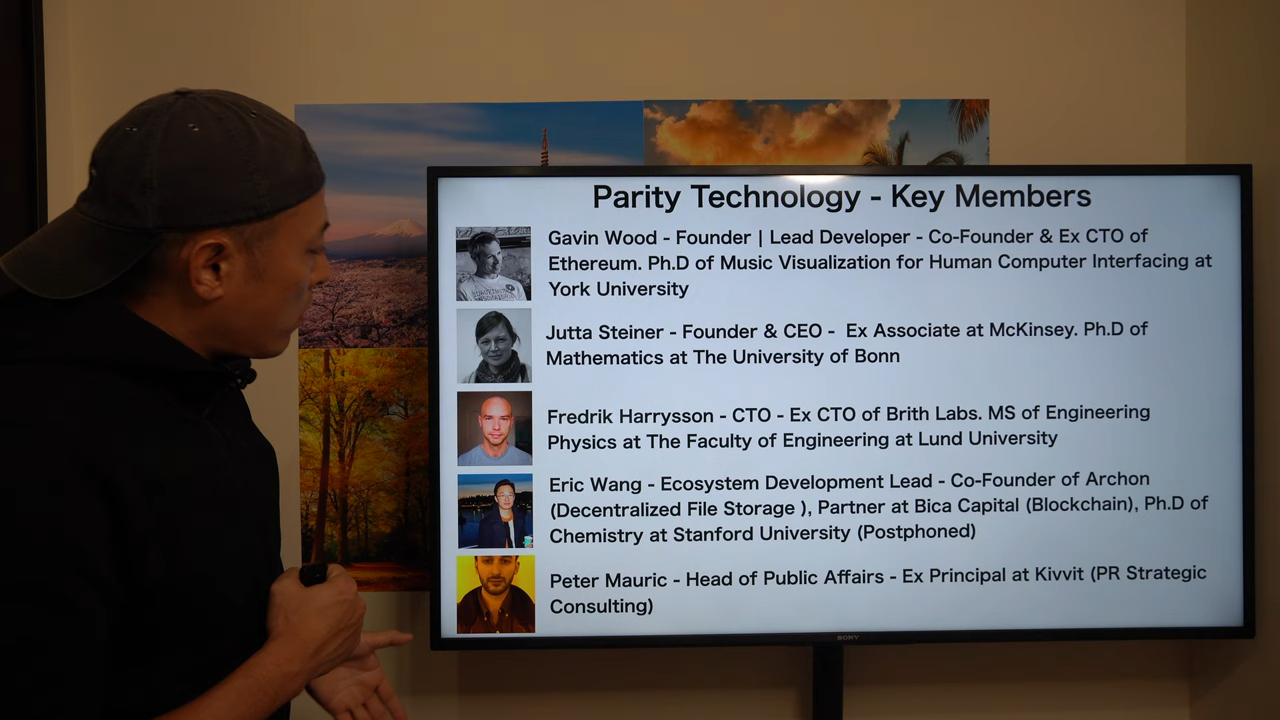 Parity Technology - Key Members
Gavin Wood - Founder | Lead Developer - Co-Founder & Ex CTO of
Ethereum. Ph.D of Music Visualization for Human Computer Interfacing at
York University
Jutta Steiner - Founder & CEO - Ex Associate at McKinsey. Ph.D of
Mathematics at The University of Bonn
Fredrik Harrysson - CTO - Ex CTO of Brith Labs. MS of Engineering
Physics at The Faculty of Engineering at Lund University
Eric Wang - Ecosystem Development Lead - Co-Founder of Archon
(Decentralized File Storage ), Partner at Bica Capital (Blockchain), Ph.D of
Chemistry at Stanford University (Postphoned)
Peter Mauric - Head of Public Affairs - Ex Principal at Kivvit (PR Strategic
Consulting)
SONY